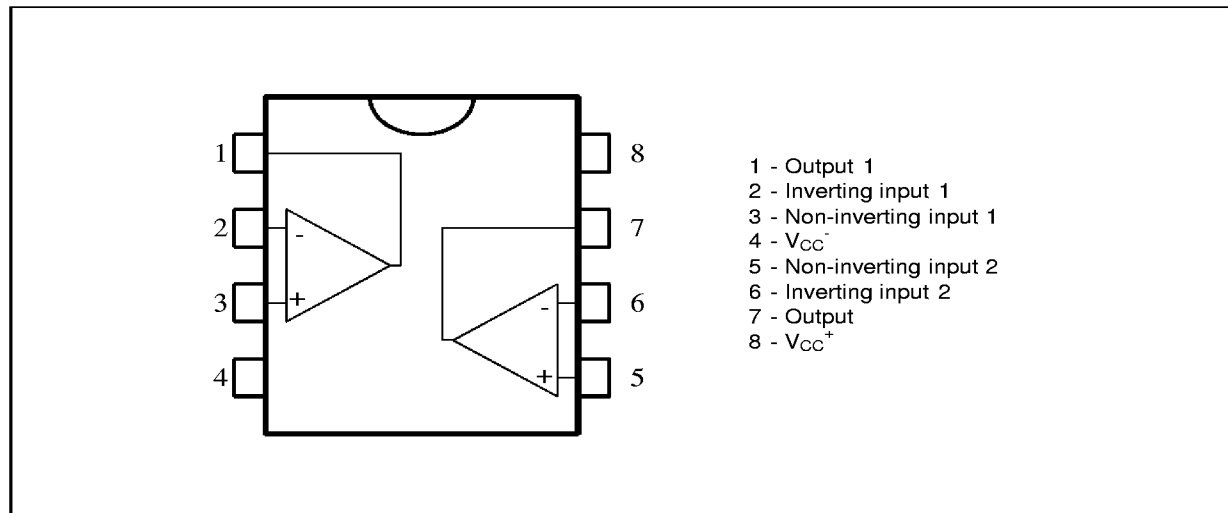 1
2
3
4
-
+
8
7
6
5
-
+
1 - Output 1
2 - Inverting input 1
3 - Non-inverting input 1
4 - VCC-
5 - Non-inverting input 2
6 - Inverting input 2
7 - Output
8 - VCC+